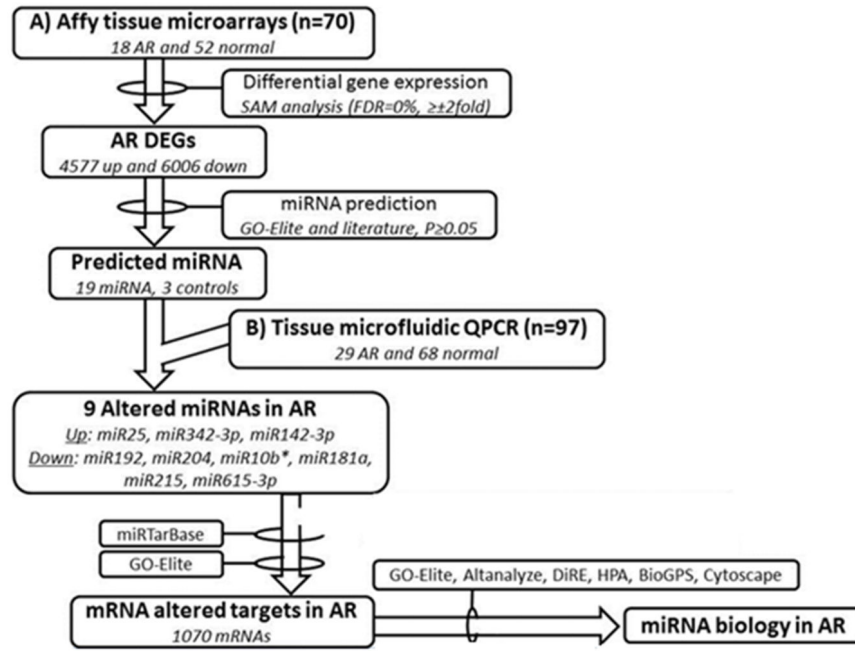 A) Affy tissue microarrays (n=70)
18 AR and 52 normal
Differential gene expression
SAM analysis (FDR=0%, ≥±2fold)
AR DEGs
4577 up and 6006 down
miRNA prediction
GO-Elite and literature, P≥0.05
Predicted miRNA
19 miRNA, 3 controls
B) Tissue microfluidic QPCR (n=97)
29 AR and 68 normal
9 Altered miRNAs in AR
Up: miR25, miR342-3p, miR142-3p
Down: miR192, miR204, miR10b*, miR181a,
miR215, miR615-3p
miRTarBase
GO-Elite
GO-Elite, Altanalyze, DiRE, HPA, BioGPS, Cytoscape
mRNA altered targets in AR
1070 mRNAs
miRNA biology in AR